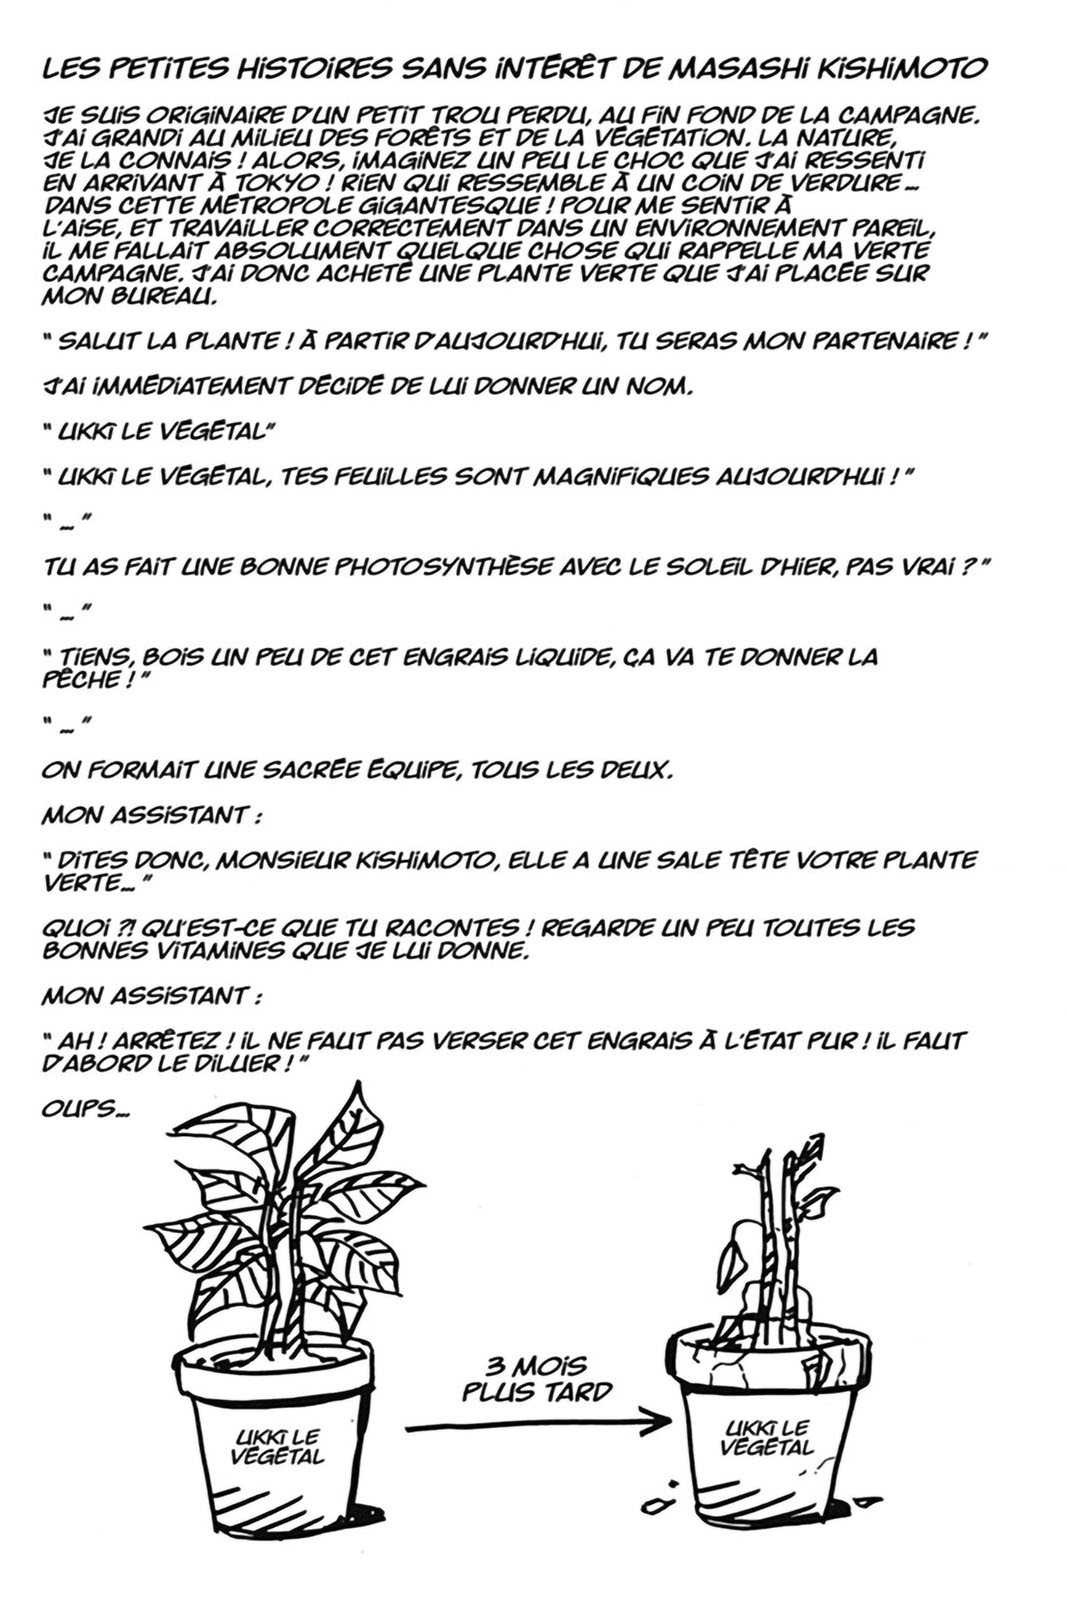 LES PETITES HISTOIRES SANS INTÉRÊT DE MASASHI KISHIMOTO
JE SUIS ORIGINAIRE D'UN PETIT TROU PERDU, AU FIN FOND DE LA CAMPAGNE.
J'AI GRANDI AU MILIEU DES FORÊTS ET DE LA VÉGÉTATION. LA NATURE,
JE LA CONNAIS ! ALORS, IMAGINEZ UN PEU LE CHOC QUE J'AI RESSENTI
EN ARRIVANT À TOKYO ! RIEN QUI RESSEMBLE À UN COIN DE VERDURE...
DANS CETTE MÉTROPOLE GIGANTESQUE ! POUR ME SENTIR À
L'AISE, ET TRAVAILLER CORRECTEMENT DANS UN ENVIRONNEMENT PAREIL,
IL ME FALLAIT ABSOLUMENT QUELQUE CHOSE QUI RAPPELLE MA VERTE
CAMPAGNE. J'AI DONC ACHETÉ UNE PLANTE VERTE QUE J'AI PLACÉE SUR
MON BUREAU.
" SALUT LA PLANTE ! À PARTIR D'AUJOURD'HUI, TU SERAS MON PARTENAIRE ! "
J'AI IMMÉDIATEMENT DÉCIDÉ DE LUI DONNER UN NOM.
" UKKÎ LE VÉGÉTAL"
" UKKÎ LE VÉGÉTAL, TES FEUILLES SONT MAGNIFIQUES AUJOURD'HUI ! "
" ... "
TU AS FAIT UNE BONNE PHOTOSYNTHÈSE AVEC LE SOLEIL D'HIER, PAS VRAI ? "
" ... "
" TIENS, BOIS UN PEU DE CET ENGRAIS LIQUIDE, ÇA VA TE DONNER LA
PÊCHE ! "
" ... "
ON FORMAIT UNE SACRÉE ÉQUIPE, TOUS LES DEUX.
MON ASSISTANT :
" DITES DONC, MONSIEUR KISHIMOTO, ELLE A UNE SALE TÊTE VOTRE PLANTE
VERTE... "
QUOI ?! QU'EST-CE QUE TU RACONTES ! REGARDE UN PEU TOUTES LES
BONNES VITAMINES QUE JE LUI DONNE.
MON ASSISTANT :
" AH ! ARRÊTEZ ! IL NE FAUT PAS VERSER CET ENGRAIS À L'ÉTAT PUR ! IL FAUT
D'ABORD LE DILUER ! "
OUPS...
3 MOIS
PLUS TARD
UKKÎ LE
VÉGÉTAL
UKKÎ LE
VÉGÉTAL